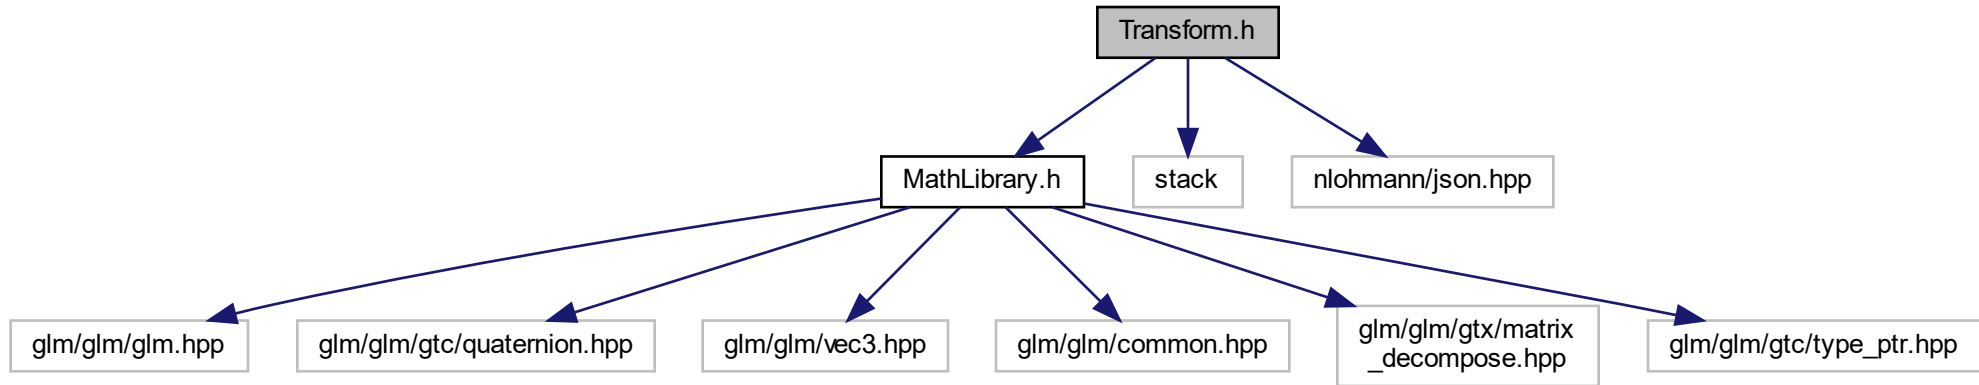 Transform.h
MathLibrary.h
stack
nlohmann/json.hpp
glm/glm/glm.hpp
glm/glm/gtc/quaternion.hpp
glm/glm/vec3.hpp
glm/glm/common.hpp
glm/glm/gtx/matrix
_decompose.hpp
glm/glm/gtc/type_ptr.hpp